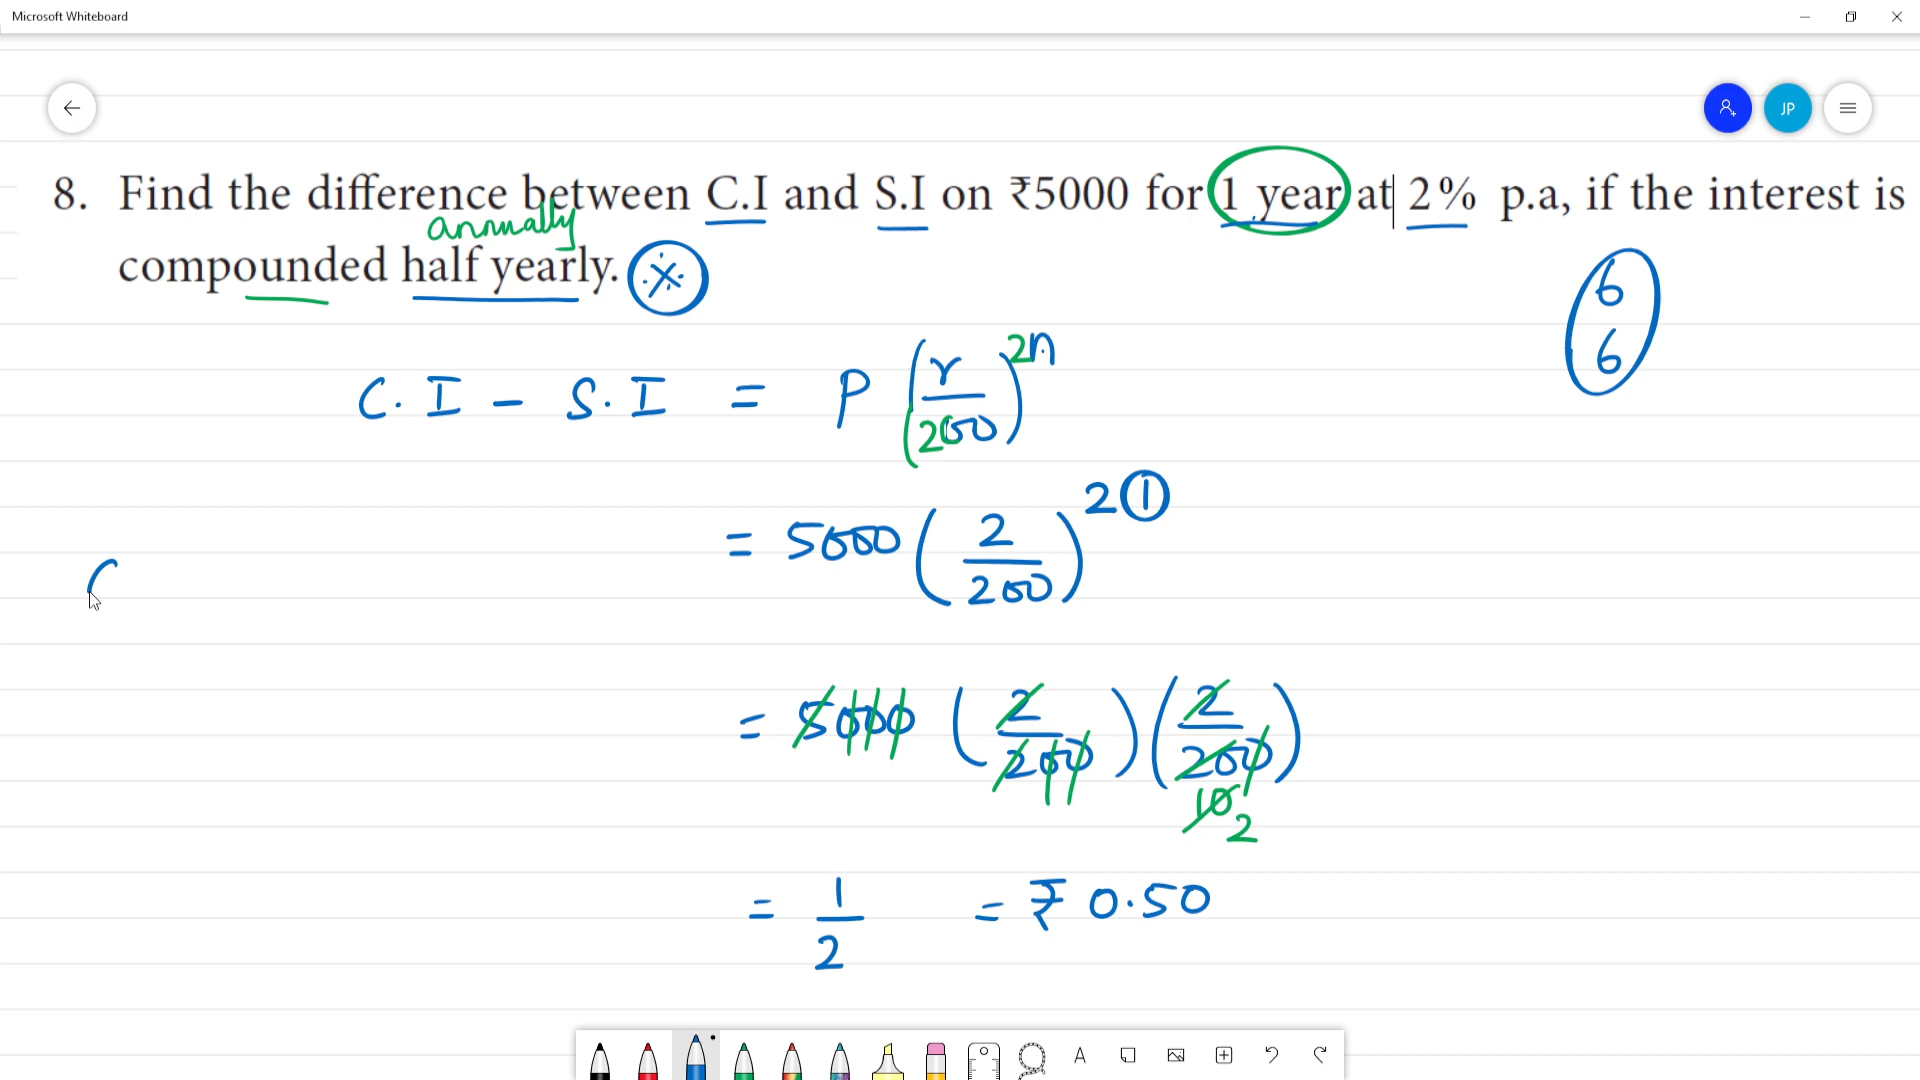 Microsoft Whiteboard
JP
8. Find the difference between C.I and S.I on ₹5000 for 1 year at 2% p.a, if the interest is
annually
compounded half yearly. ※
6
6
C.I - S.I = P (r/200)^2n
= 5000 (2/200)^2(1)
= 5000 (2/200) (2/200)
10
2
= 1/2 = ₹ 0.50
A